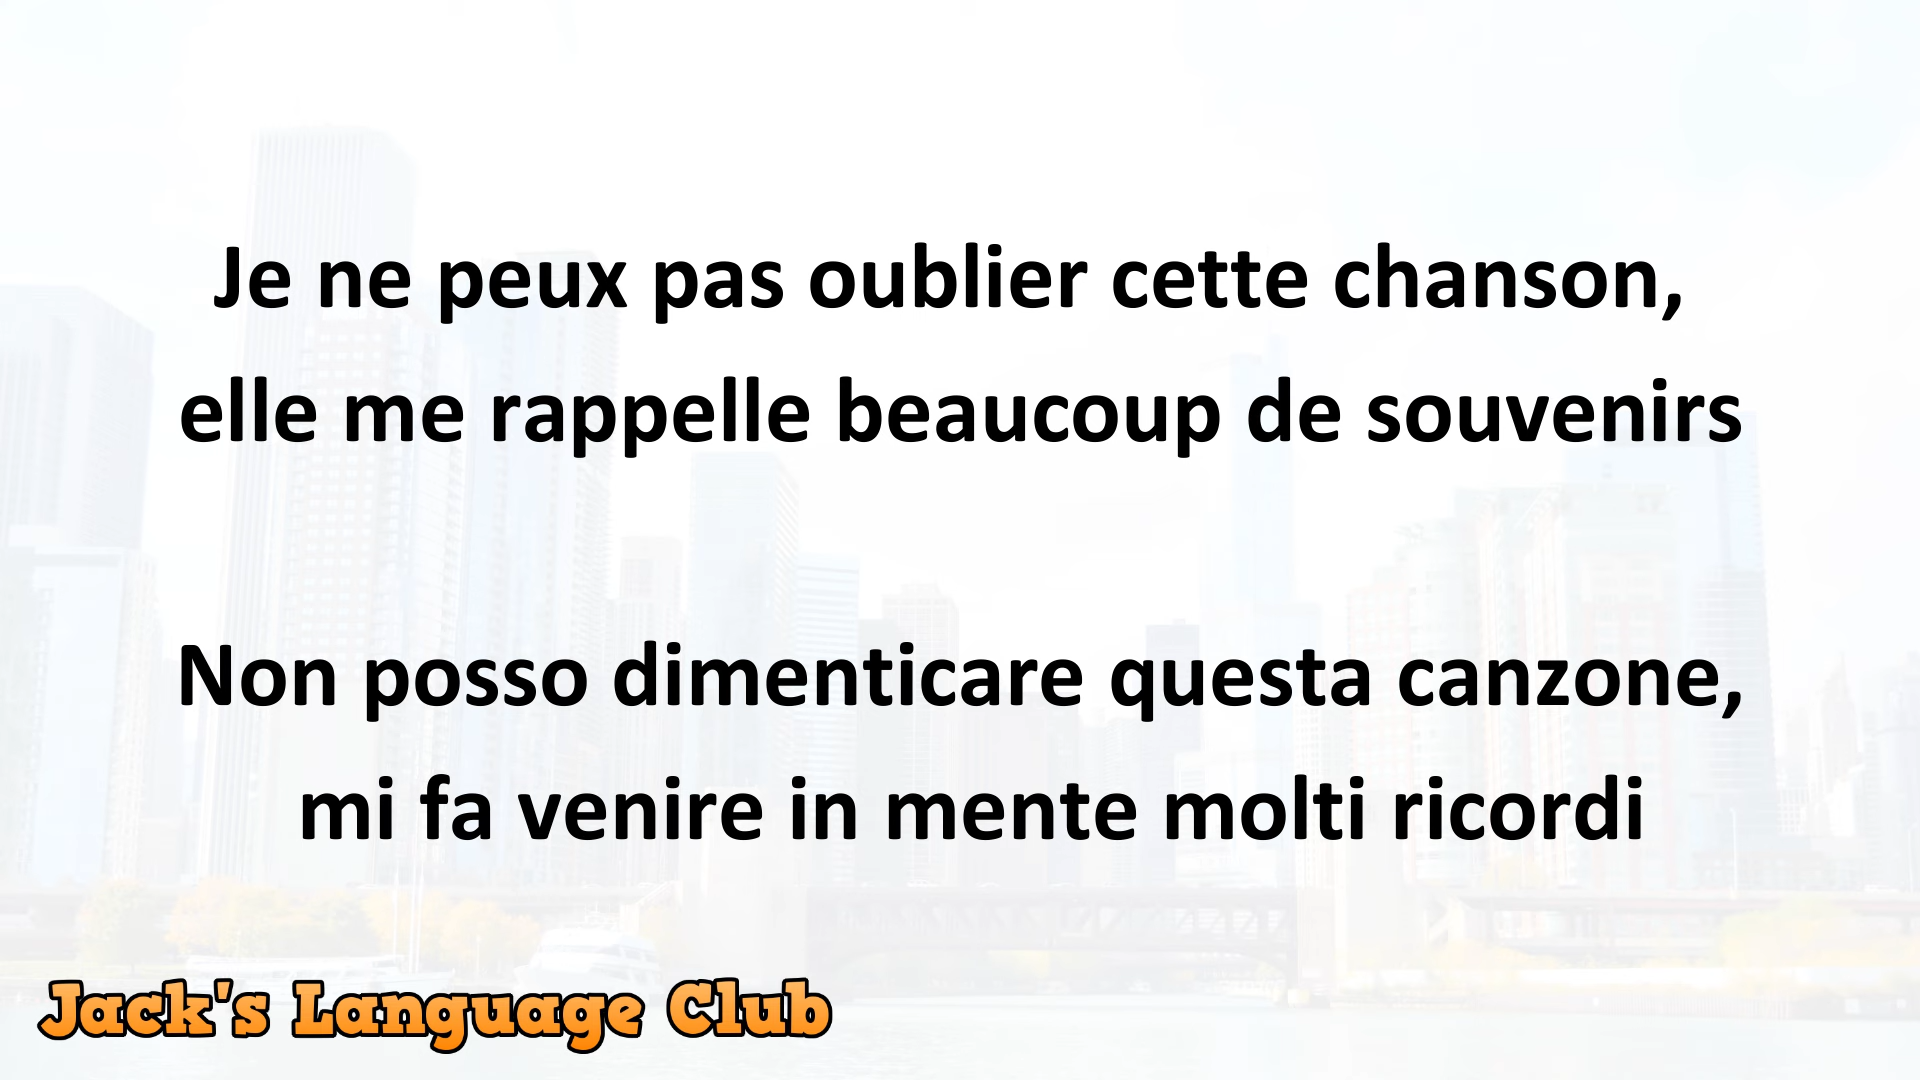 Je ne peux pas oublier cette chanson,
elle me rappelle beaucoup de souvenirs
Non posso dimenticare questa canzone,
mi fa venire in mente molti ricordi
Jack's Language Club